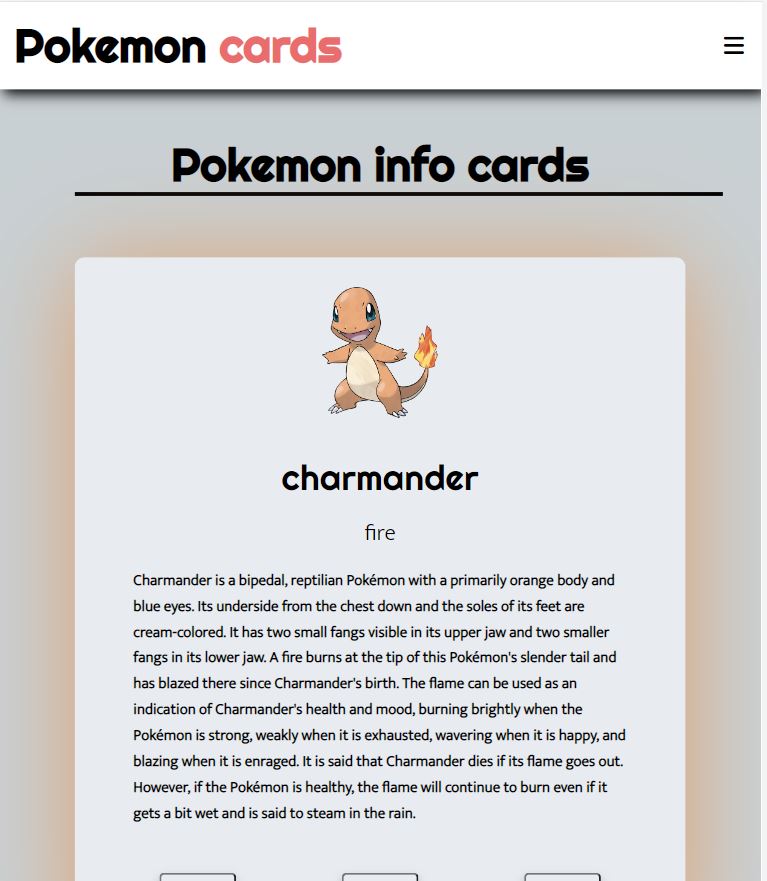 Pokemon cards
Pokemon info cards
charmander
fire
Charmander is a bipedal, reptilian Pokémon with a primarily orange body and
blue eyes. Its underside from the chest down and the soles of its feet are
cream-colored. It has two small fangs visible in its upper jaw and two smaller
fangs in its lower jaw. A fire burns at the tip of this Pokémon's slender tail and
has blazed there since Charmander's birth. The flame can be used as an
indication of Charmander's health and mood, burning brightly when the
Pokémon is strong, weakly when it is exhausted, wavering when it is happy, and
blazing when it is enraged. It is said that Charmander dies if its flame goes out.
However, if the Pokémon is healthy, the flame will continue to burn even if it
gets a bit wet and is said to steam in the rain.